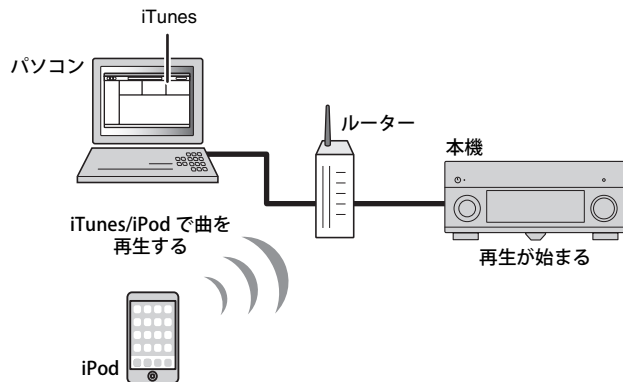 iTunes
パソコン
ルーター
本機
iTunes/iPod で曲を
再生する
再生が始まる
iPod